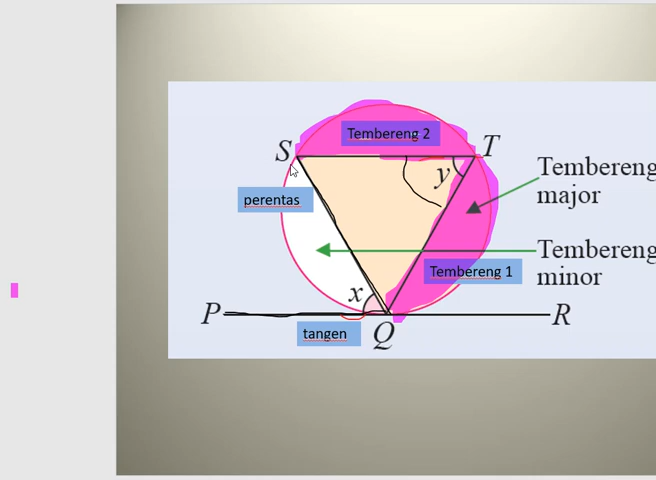 Tembereng 2
S
T
y
Tembereng
major
perentas
Tembereng
minor
Tembereng 1
x
P
R
tangen
Q